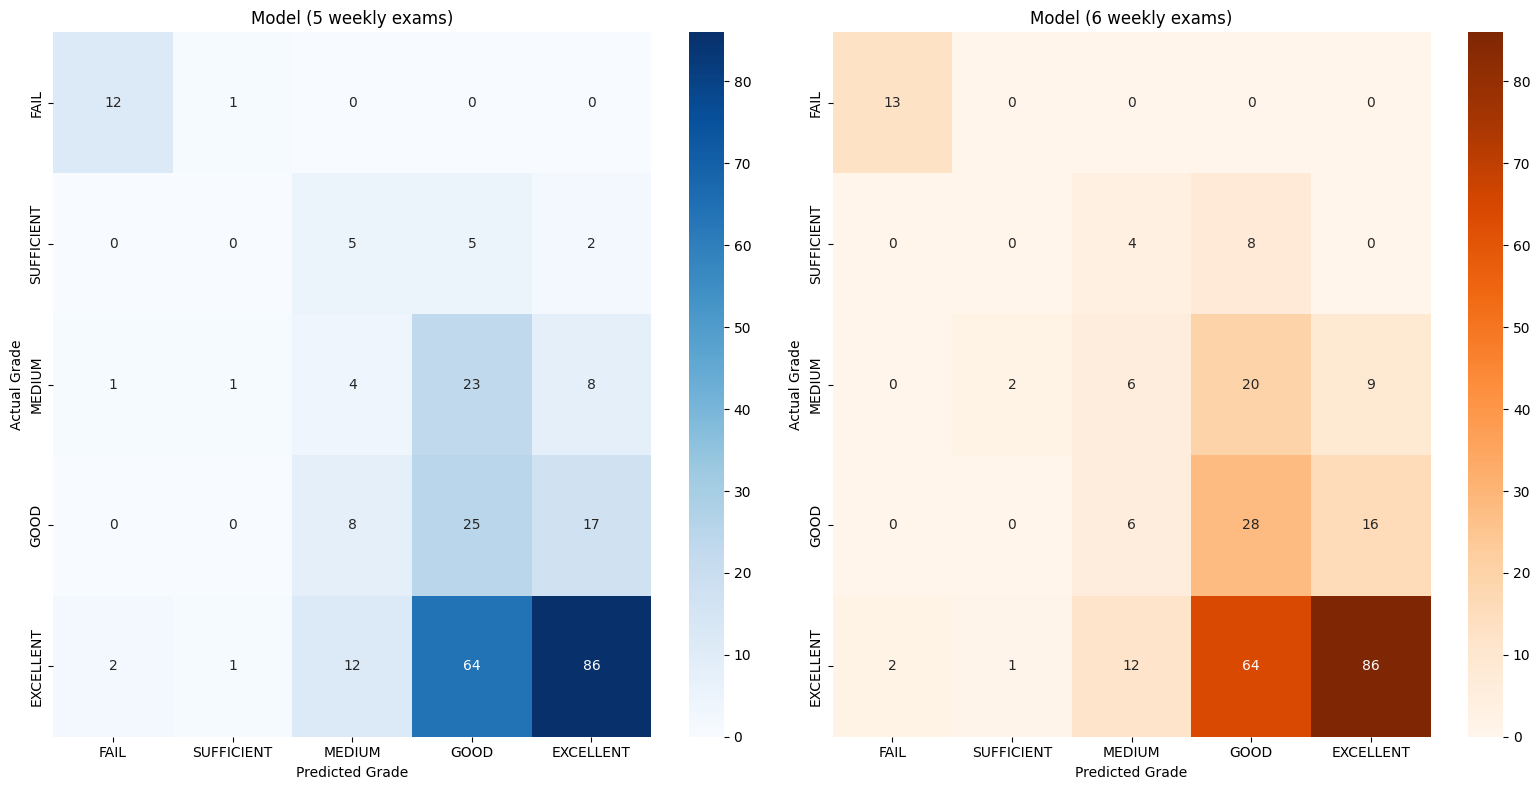 Model (5 weekly exams)
FAIL 12 1 0 0 0
SUFFICIENT 0 0 5 5 2
MEDIUM 1 1 4 23 8
GOOD 0 0 8 25 17
EXCELLENT 2 1 12 64 86
Actual Grade
FAIL SUFFICIENT MEDIUM GOOD EXCELLENT
Predicted Grade
80
70
60
50
40
30
20
10
0
Model (6 weekly exams)
FAIL 13 0 0 0 0
SUFFICIENT 0 0 4 8 0
MEDIUM 0 2 6 20 9
GOOD 0 0 6 28 16
EXCELLENT 2 1 12 64 86
Actual Grade
FAIL SUFFICIENT MEDIUM GOOD EXCELLENT
Predicted Grade
80
70
60
50
40
30
20
10
0